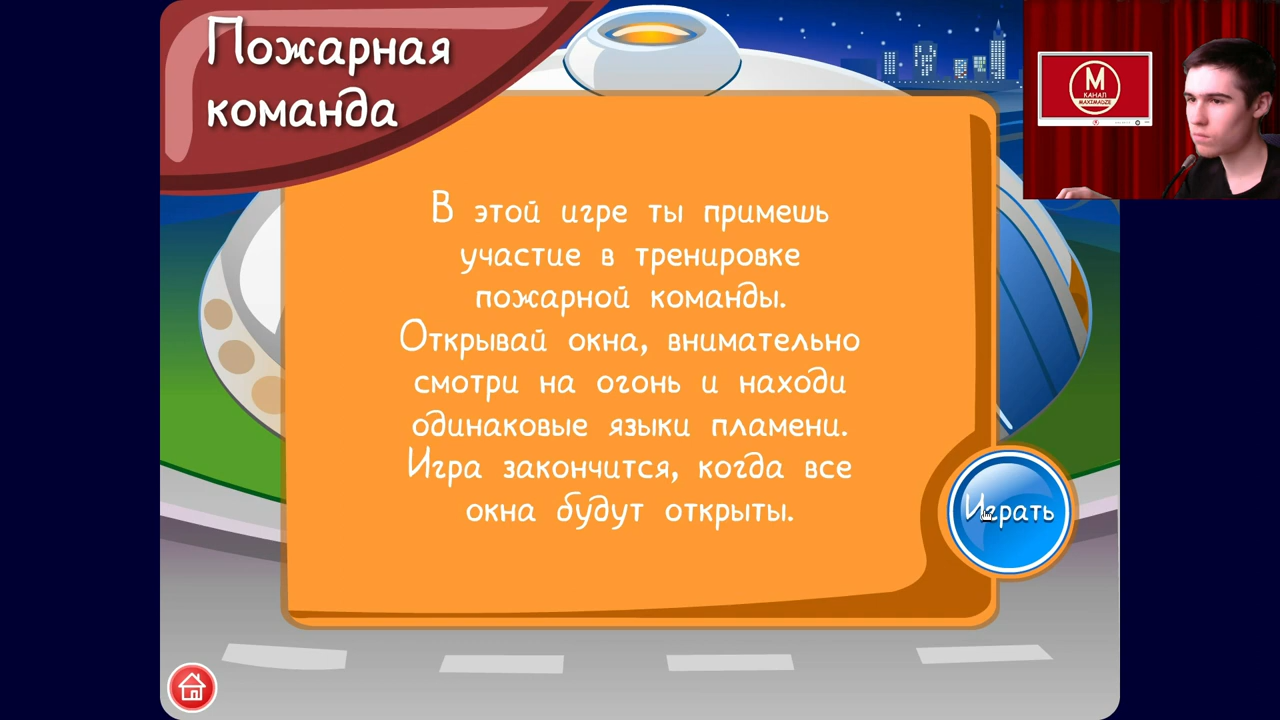 Пожарная
команда
М
КАНАЛ
MAXIMADZE
В этой игре ты примешь
участие в тренировке
пожарной команды.
Открывай окна, внимательно
смотри на огонь и находи
одинаковые языки пламени.
Игра закончится, когда все
окна будут открыты.
Играть